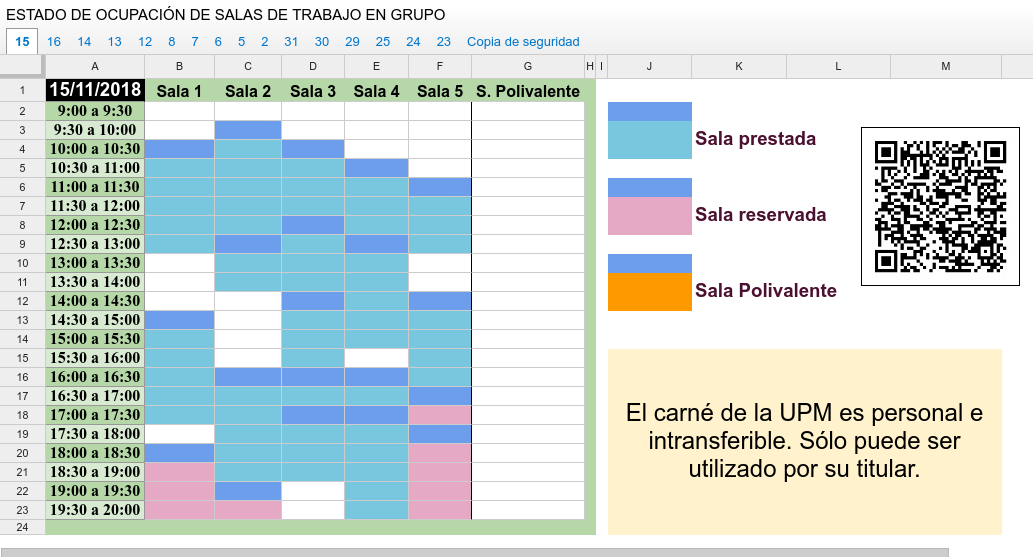 ESTADO DE OCUPACIÓN DE SALAS DE TRABAJO EN GRUPO
15 16 14 13 12 8 7 6 5 2 31 30 29 25 24 23 Copia de seguridad
A B C D E F G H I J K L M
1 15/11/2018 Sala 1 Sala 2 Sala 3 Sala 4 Sala 5 S. Polivalente
2 9:00 a 9:30
3 9:30 a 10:00
4 10:00 a 10:30
5 10:30 a 11:00
6 11:00 a 11:30
7 11:30 a 12:00
8 12:00 a 12:30
9 12:30 a 13:00
10 13:00 a 13:30
11 13:30 a 14:00
12 14:00 a 14:30
13 14:30 a 15:00
14 15:00 a 15:30
15 15:30 a 16:00
16 16:00 a 16:30
17 16:30 a 17:00
18 17:00 a 17:30
19 17:30 a 18:00
20 18:00 a 18:30
21 18:30 a 19:00
22 19:00 a 19:30
23 19:30 a 20:00
24
Sala prestada
Sala reservada
Sala Polivalente
El carné de la UPM es personal e
intransferible. Sólo puede ser
utilizado por su titular.